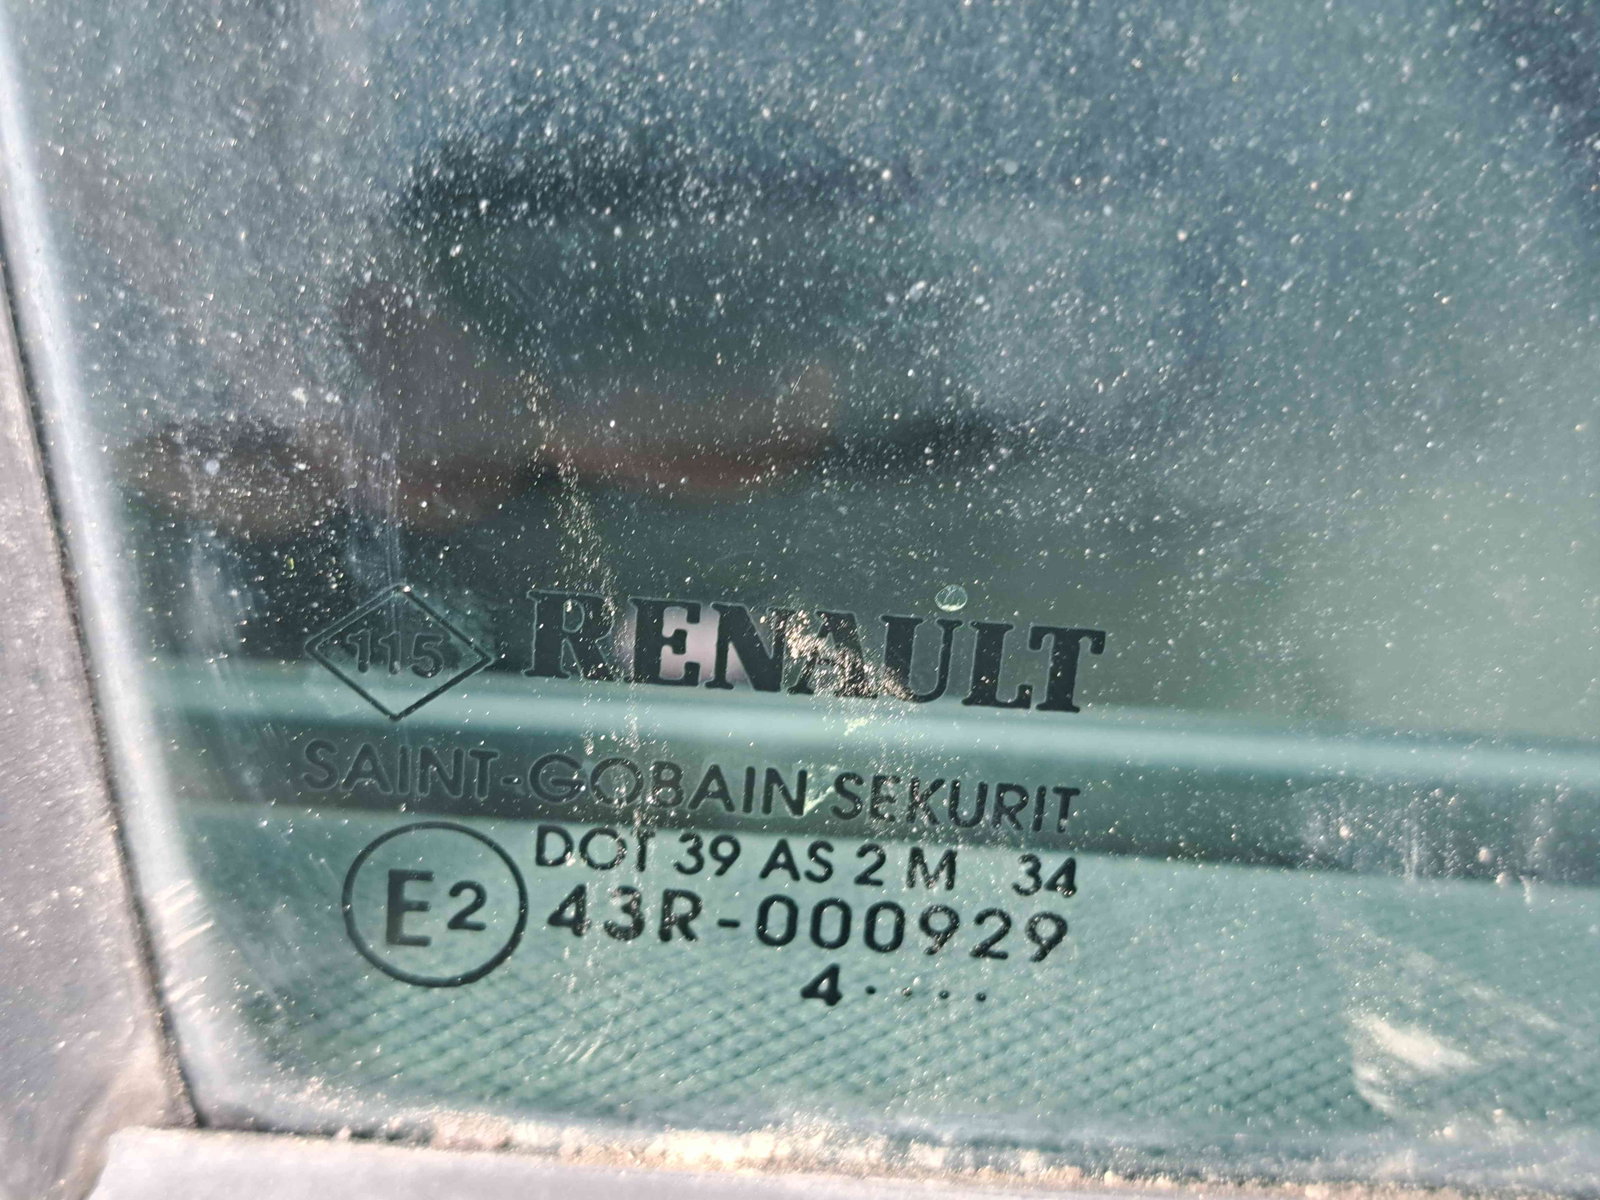 115 RENAULT
SAINT-GOBAIN SEKURIT
DOT 39 AS 2 M 34
E2 43R-000929
4 · · · ·